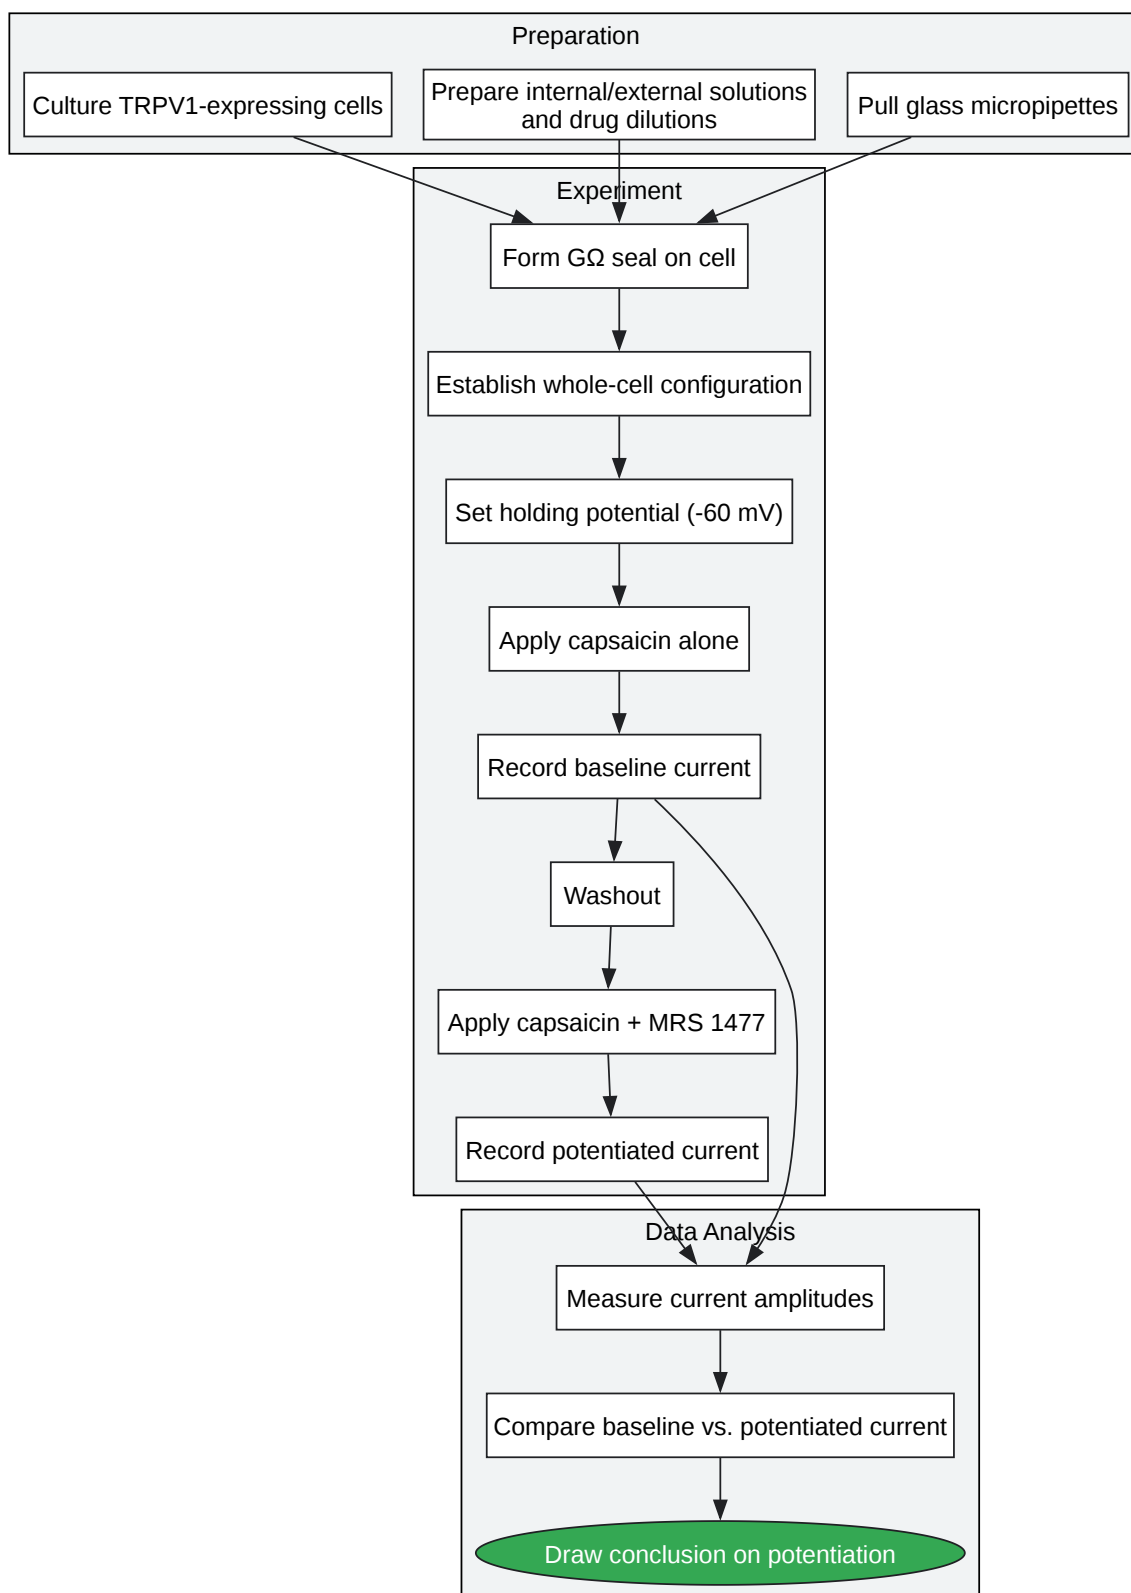 Preparation
Culture TRPV1-expressing cells
Prepare internal/external solutions
and drug dilutions
Pull glass micropipettes
Experiment
Form GΩ seal on cell
Establish whole-cell configuration
Set holding potential (-60 mV)
Apply capsaicin alone
Record baseline current
Washout
Apply capsaicin + MRS 1477
Record potentiated current
Data Analysis
Measure current amplitudes
Compare baseline vs. potentiated current
Draw conclusion on potentiation